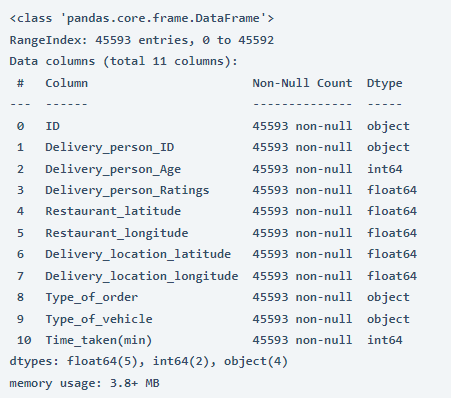 <class 'pandas.core.frame.DataFrame'>
RangeIndex: 45593 entries, 0 to 45592
Data columns (total 11 columns):
 #   Column                       Non-Null Count  Dtype
---  ------                       --------------  -----
 0   ID                           45593 non-null  object
 1   Delivery_person_ID           45593 non-null  object
 2   Delivery_person_Age          45593 non-null  int64
 3   Delivery_person_Ratings      45593 non-null  float64
 4   Restaurant_latitude          45593 non-null  float64
 5   Restaurant_longitude         45593 non-null  float64
 6   Delivery_location_latitude   45593 non-null  float64
 7   Delivery_location_longitude  45593 non-null  float64
 8   Type_of_order                45593 non-null  object
 9   Type_of_vehicle              45593 non-null  object
 10  Time_taken(min)              45593 non-null  int64
dtypes: float64(5), int64(2), object(4)
memory usage: 3.8+ MB